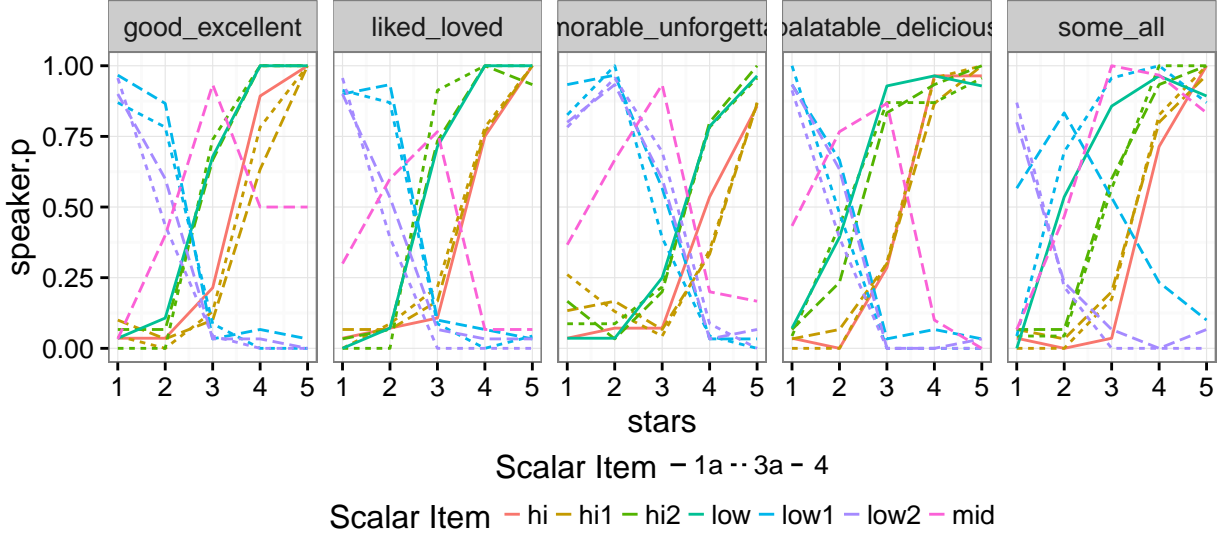 good_excellent liked_loved morable_unforgetta palatable_delicious some_all
1.00
0.75
0.50
0.25
0.00
speaker.p
1 2 3 4 5 1 2 3 4 5 1 2 3 4 5 1 2 3 4 5 1 2 3 4 5
stars
Scalar Item 1a 3a 4
Scalar Item hi hi1 hi2 low low1 low2 mid